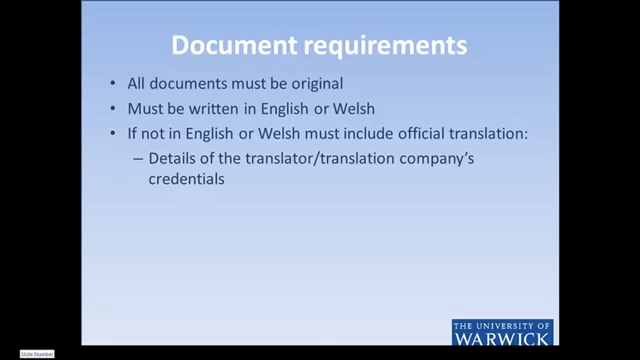 Document requirements
• All documents must be original
• Must be written in English or Welsh
• If not in English or Welsh must include official translation:
– Details of the translator/translation company's
credentials
THE UNIVERSITY OF
WARWICK
Slide Number